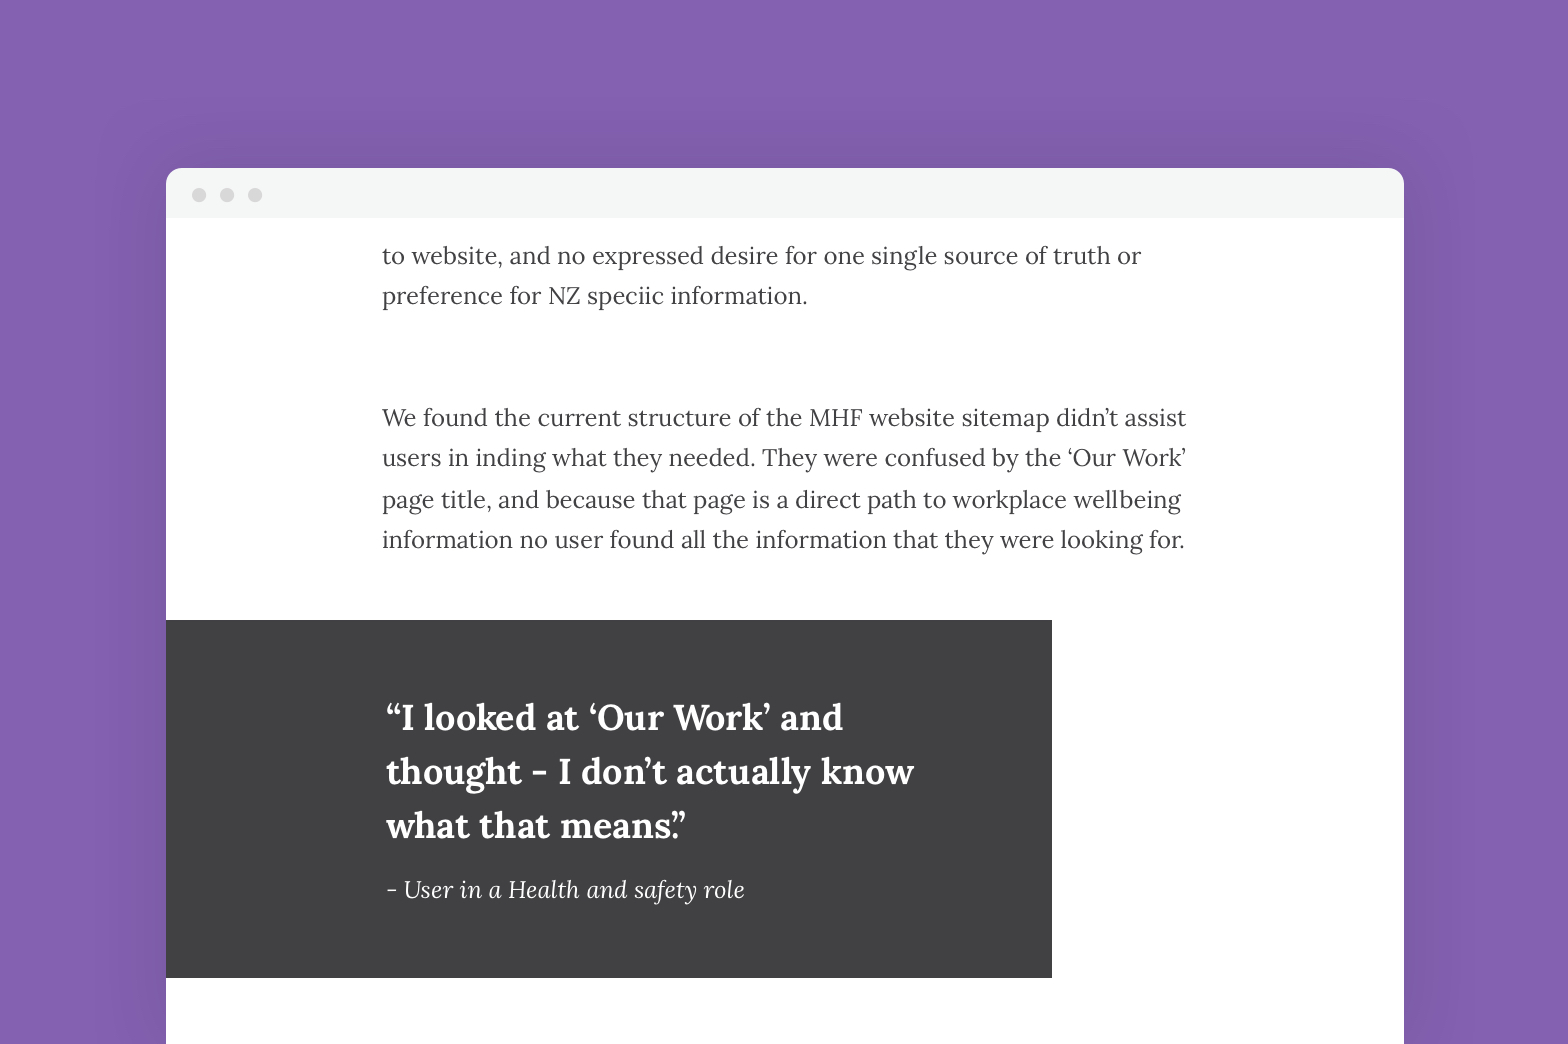 to website, and no expressed desire for one single source of truth or
preference for NZ speciic information.
We found the current structure of the MHF website sitemap didn’t assist
users in inding what they needed. They were confused by the ‘Our Work’
page title, and because that page is a direct path to workplace wellbeing
information no user found all the information that they were looking for.
“I looked at ‘Our Work’ and
thought - I don’t actually know
what that means.”
- User in a Health and safety role